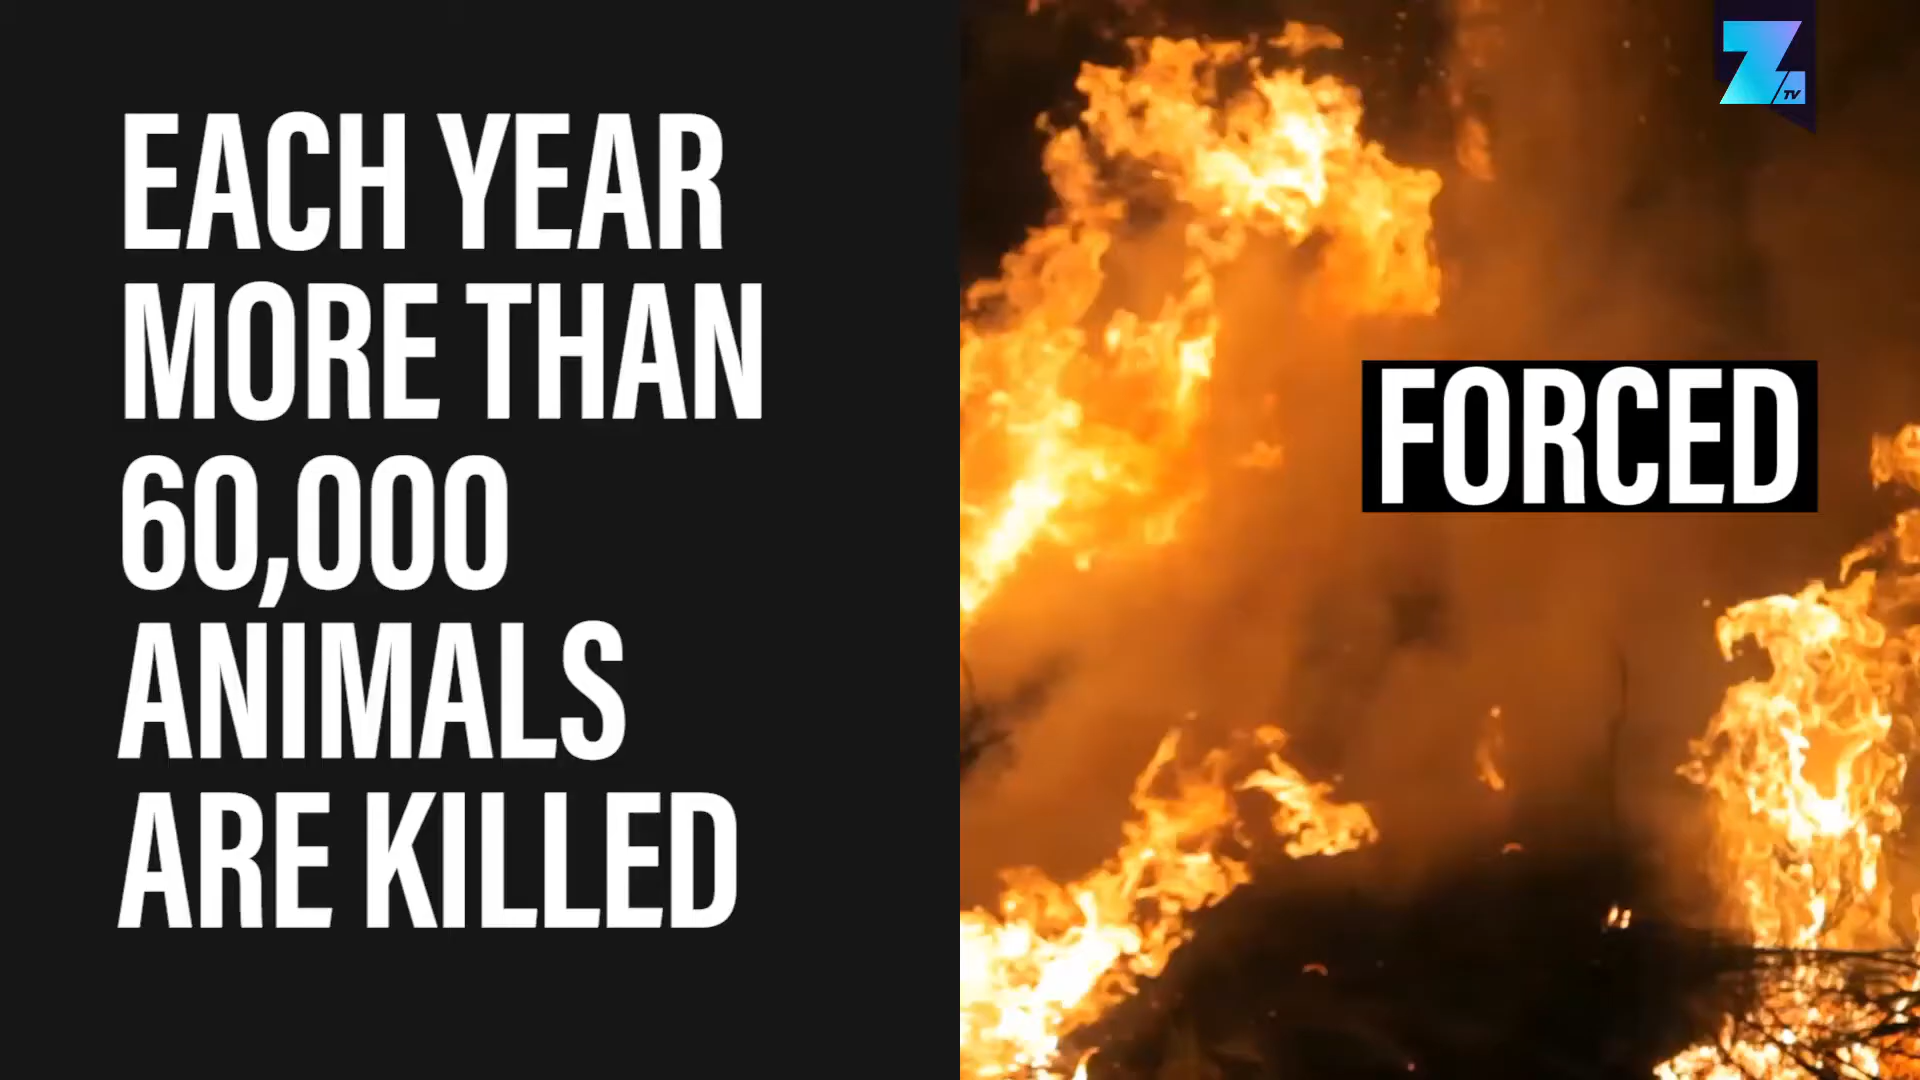 EACH YEAR
MORE THAN
60,000
ANIMALS
ARE KILLED
FORCED
Z
TV